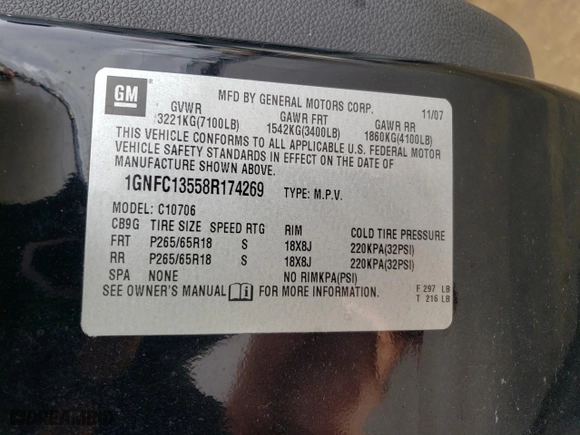 GM
MFD BY GENERAL MOTORS CORP. 11/07
GVWR GAWR FRT GAWR RR
3221KG(7100LB) 1542KG(3400LB) 1860KG(4100LB)
THIS VEHICLE CONFORMS TO ALL APPLICABLE U.S. FEDERAL MOTOR
VEHICLE SAFETY STANDARDS IN EFFECT ON THE DATE OF
MANUFACTURE SHOWN ABOVE.
1GNFC13558R174269 TYPE: M.P.V.
MODEL: C10706
CB9G TIRE SIZE SPEED RTG RIM COLD TIRE PRESSURE
FRT P265/65R18 S 18X8J 220KPA(32PSI)
RR P265/65R18 S 18X8J 220KPA(32PSI)
SPA NONE NO RIMKPA(PSI)
SEE OWNER'S MANUAL FOR MORE INFORMATION.
F 297 LB
T 216 LB